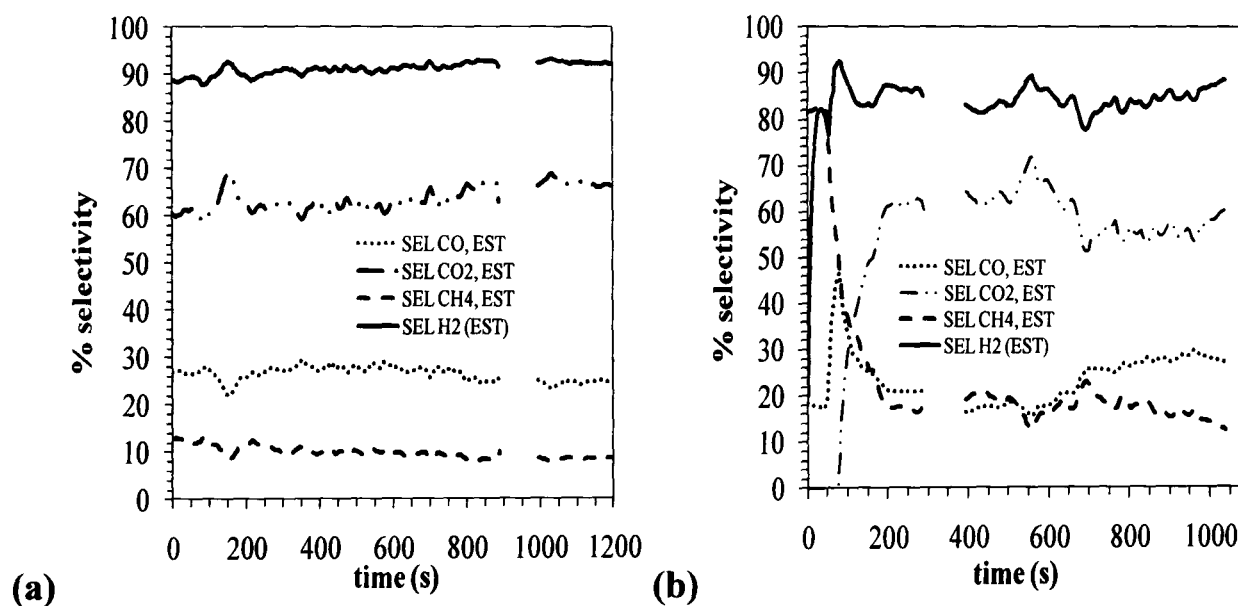 100
90
80
70
60
50
40
30
20
10
0
% selectivity
SEL CO, EST
SEL CO2, EST
SEL CH4, EST
SEL H2 (EST)
0 200 400 600 800 1000 1200
time (s)
(a)
100
90
80
70
60
50
40
30
20
10
0
% selectivity
SEL CO, EST
SEL CO2, EST
SEL CH4, EST
SEL H2 (EST)
0 200 400 600 800 1000
time (s)
(b)